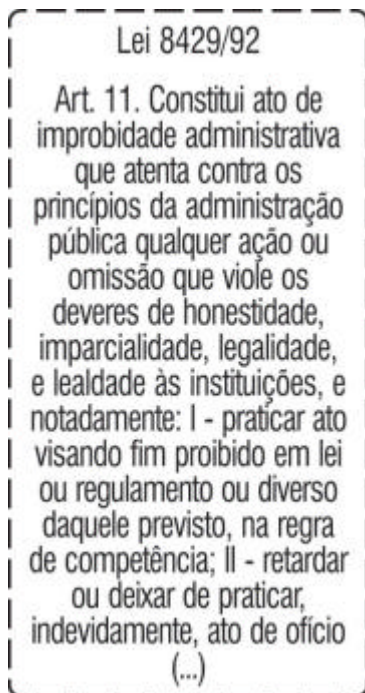 Lei 8429/92
Art. 11. Constitui ato de
improbidade administrativa
que atenta contra os
princípios da administração
pública qualquer ação ou
omissão que viole os
deveres de honestidade,
imparcialidade, legalidade,
e lealdade às instituições, e
notadamente: I - praticar ato
visando fim proibido em lei
ou regulamento ou diverso
daquele previsto, na regra
de competência; II - retardar
ou deixar de praticar,
indevidamente, ato de ofício
(...)